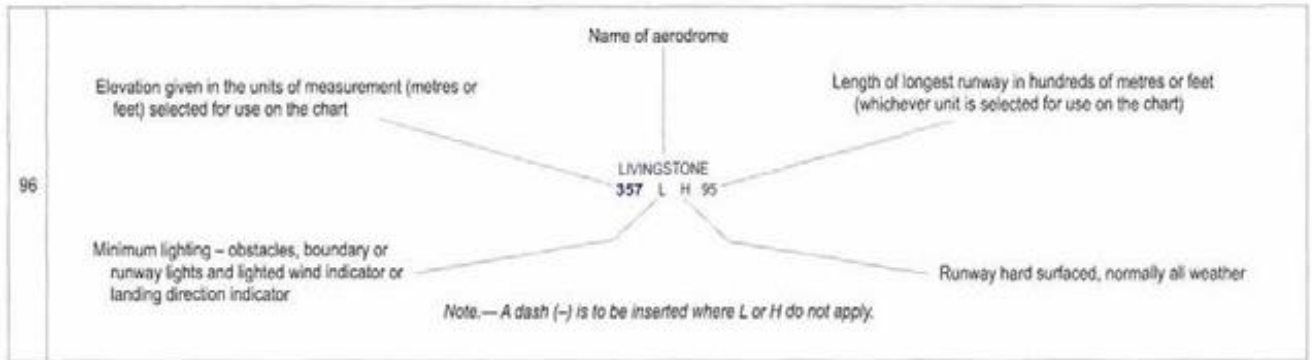 Name of aerodrome
Elevation given in the units of measurement (metres or
feet) selected for use on the chart
Length of longest runway in hundreds of metres or feet
(whichever unit is selected for use on the chart)
96
LIVINGSTONE
357 L H 95
Minimum lighting – obstacles, boundary or
runway lights and lighted wind indicator or
landing direction indicator
Runway hard surfaced, normally all weather
Note.— A dash (–) is to be inserted where L or H do not apply.